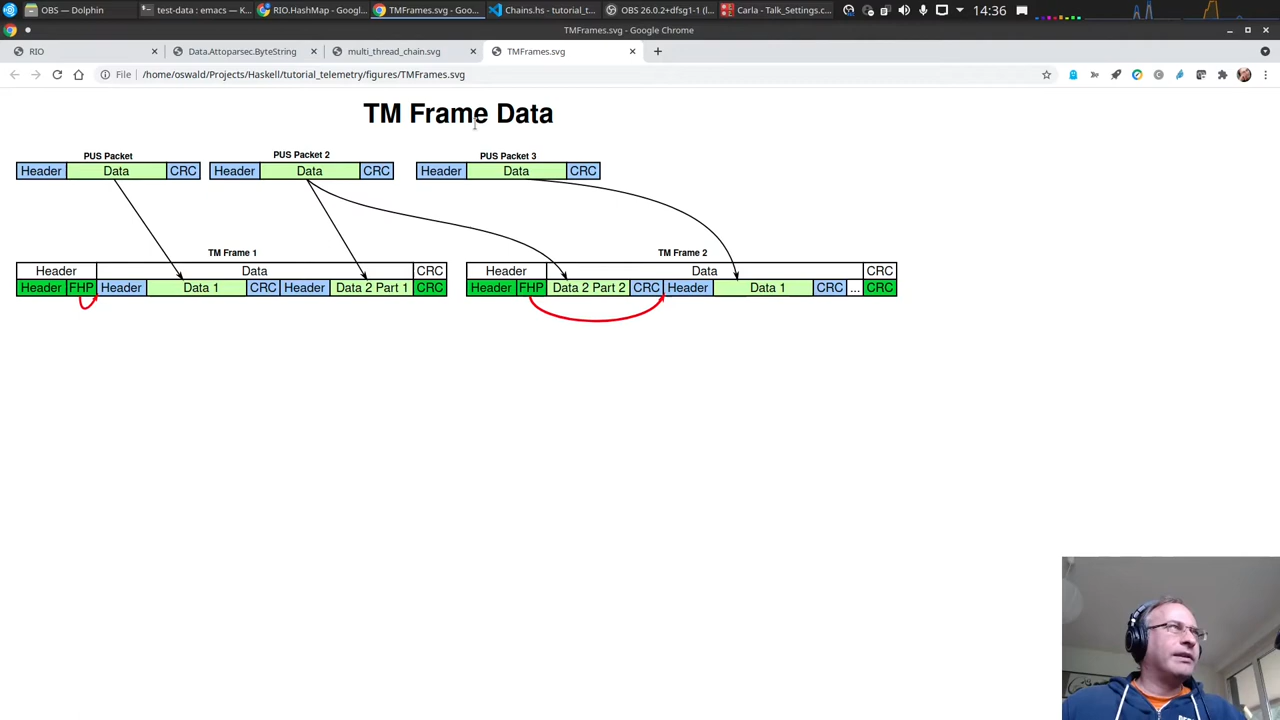 OBS — Dolphin
test-data : emacs — K...
RIO.HashMap - Googl...
TMFrames.svg - Goo...
Chains.hs - tutorial_t...
OBS 26.0.2+dfsg1-1 (l...
Carla - Talk_Settings.c...
14:36
TMFrames.svg - Google Chrome
RIO
Data.Attoparsec.ByteString
multi_thread_chain.svg
TMFrames.svg
File
/home/oswald/Projects/Haskell/tutorial_telemetry/figures/TMFrames.svg
TM Frame Data
PUS Packet
PUS Packet 2
PUS Packet 3
Header Data CRC
Header Data CRC
Header Data CRC
TM Frame 1
TM Frame 2
Header Data CRC
Header Data CRC
Header FHP Header Data 1 CRC Header Data 2 Part 1 CRC
Header FHP Data 2 Part 2 CRC Header Data 1 CRC ... CRC